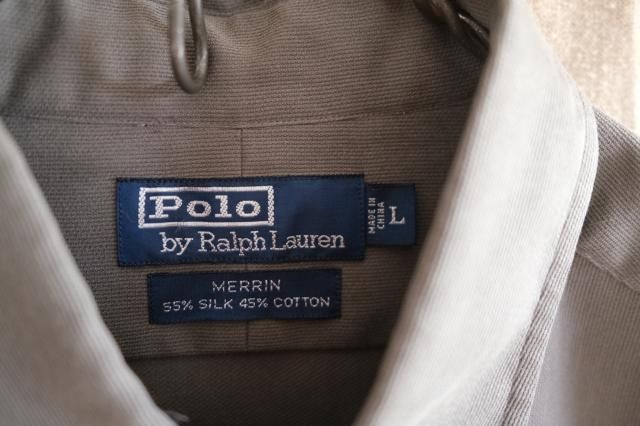 Polo
by Ralph Lauren
MADE IN
CHINA
L
MERRIN
55% SILK 45% COTTON